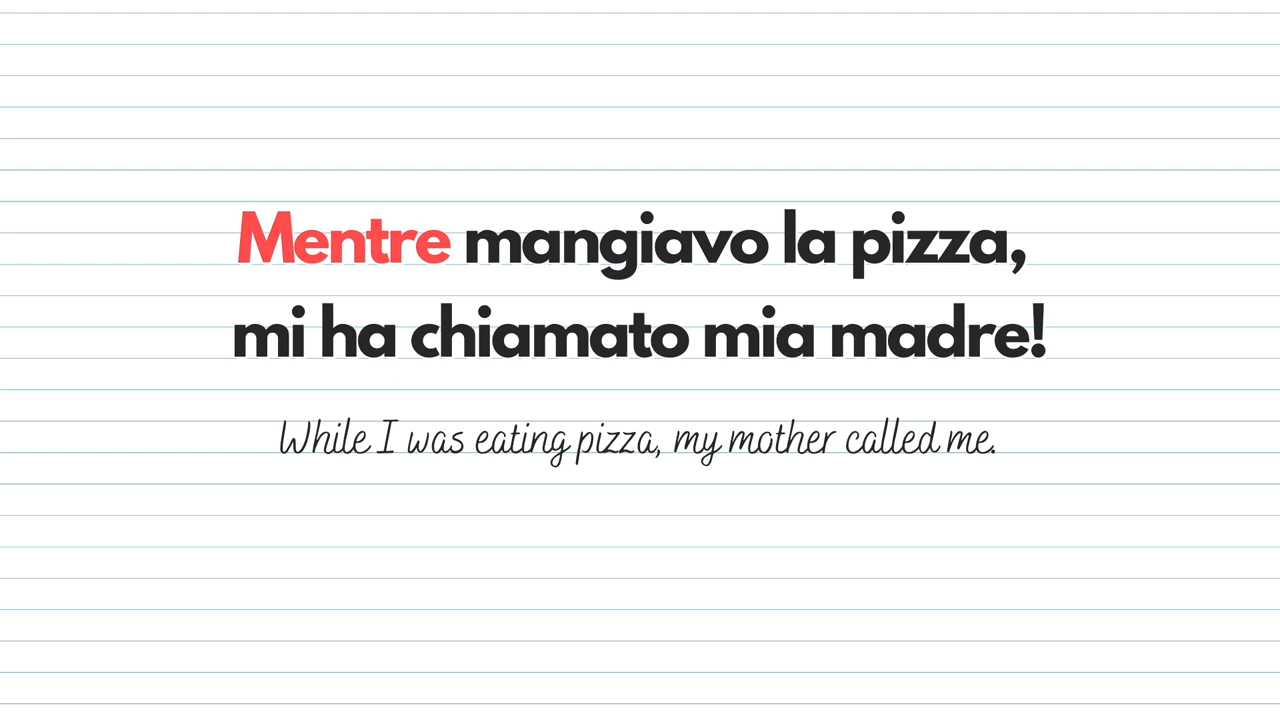 Mentre mangiavo la pizza,
mi ha chiamato mia madre!
While I was eating pizza, my mother called me.